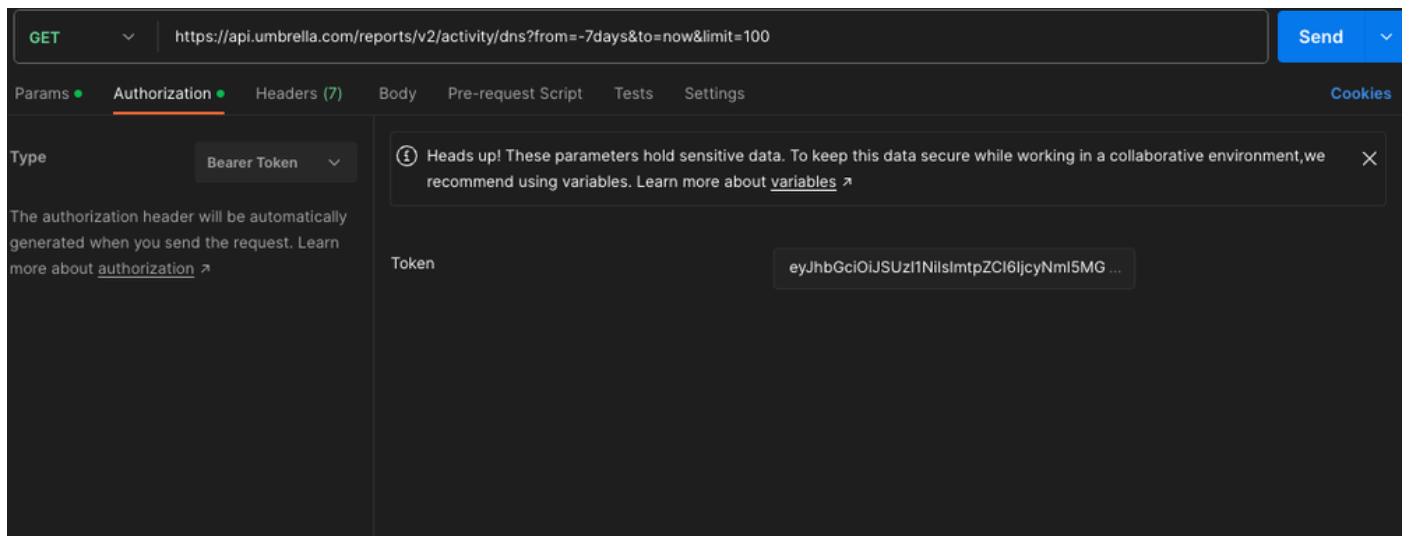 GET
https://api.umbrella.com/reports/v2/activity/dns?from=-7days&to=now&limit=100
Send
Params
Authorization
Headers (7)
Body
Pre-request Script
Tests
Settings
Cookies
Type
Bearer Token
The authorization header will be automatically
generated when you send the request. Learn
more about authorization ↗
Heads up! These parameters hold sensitive data. To keep this data secure while working in a collaborative environment,we
recommend using variables. Learn more about variables ↗
Token
eyJhbGciOiJSUzI1NiIsImtpZCI6IjcyNmI5MG ...